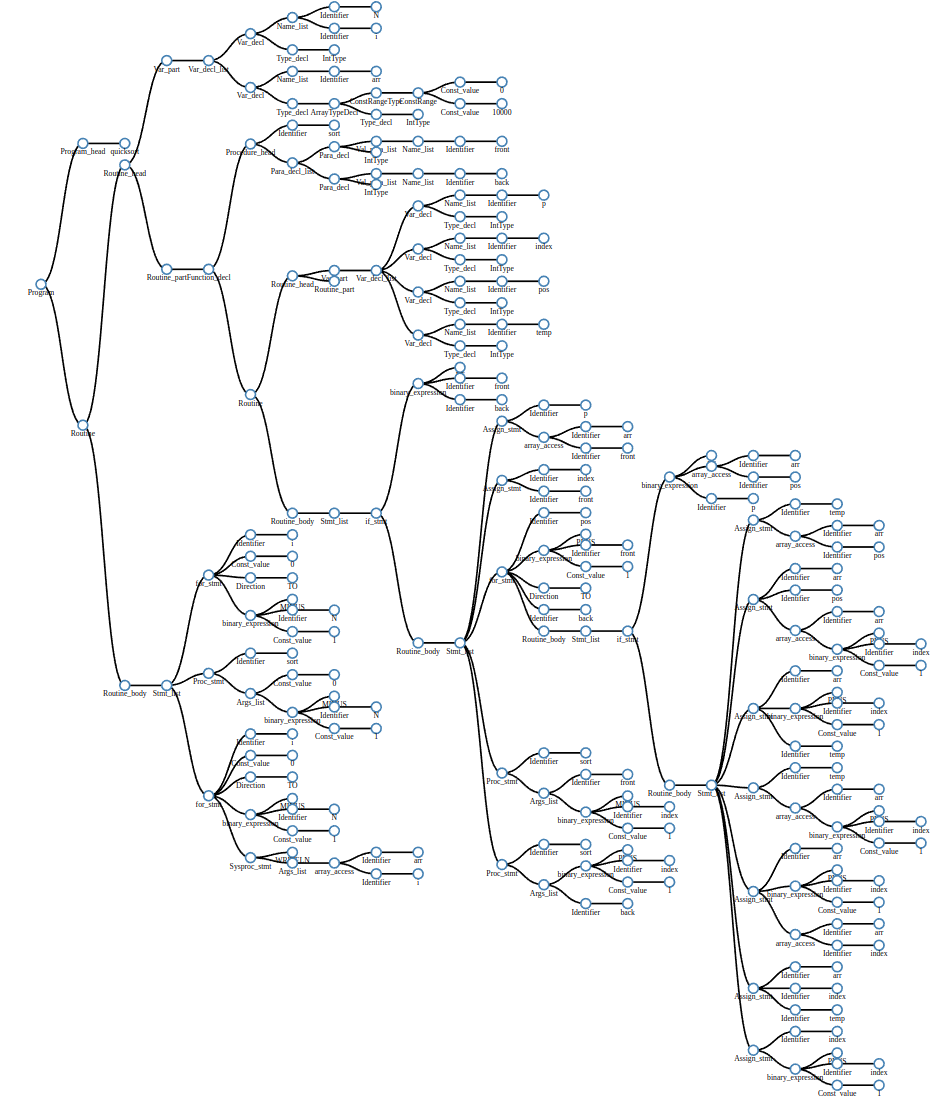 Identifier N
Name_list
Identifier i
Var_decl
Type_decl IntType
Var_part Var_decl_list
Name_list Identifier arr
Var_decl
ConstRangeType ConstRange Const_value 0
Type_decl ArrayTypeDecl Const_value 10000
Type_decl IntType
Identifier sort
Program_head quicksort
Procedure_head
Para_decl Name_list Identifier front
IntType
Routine_head
Para_decl_list
Para_decl Name_list Identifier back
IntType
Name_list Identifier p
Var_decl
Type_decl IntType
Name_list Identifier index
Var_decl
Type_decl IntType
Routine_part Function_decl
Routine_head Var_decl_list
Routine_part
Name_list Identifier pos
Program
Var_decl
Type_decl IntType
Name_list Identifier temp
Var_decl
Type_decl IntType
binary_expression
Identifier front
Identifier back
Routine
Identifier p
Assign_stmt
array_access Identifier arr
Identifier front
Routine
Identifier index
Assign_stmt
Identifier front
array_access Identifier arr
binary_expression Identifier pos
Identifier p
Routine_body Stmt_list if_stmt
Identifier pos
Identifier temp
Assign_stmt
array_access Identifier arr
Identifier pos
Identifier i
Const_value 0
for_stmt
Direction TO
binary_expression
MINUS
Identifier N
Const_value 1
binary_expression
PLUS
Identifier front
Const_value 1
for_stmt
Direction TO
Identifier back
Routine_body Stmt_list if_stmt
Identifier arr
Identifier pos
Assign_stmt
array_access Identifier arr
binary_expression
PLUS
Identifier index
Const_value 1
Routine_body Stmt_list
Identifier sort
Proc_stmt
Args_list Const_value 0
binary_expression
MINUS
Identifier N
Const_value 1
Routine_body Stmt_list
Identifier arr
Assign_stmt binary_expression
PLUS
Identifier index
Const_value 1
Identifier temp
Identifier i
Const_value 0
Direction TO
for_stmt
binary_expression
MINUS
Identifier N
Const_value 1
Sysproc_stmt
WRITELN
Args_list array_access Identifier arr
Identifier i
Identifier sort
Proc_stmt
Args_list Identifier front
binary_expression
MINUS
Identifier index
Const_value 1
Routine_body Stmt_list
Identifier temp
Assign_stmt
array_access Identifier arr
binary_expression
PLUS
Identifier index
Const_value 1
Identifier sort
Proc_stmt
Args_list binary_expression
PLUS
Identifier index
Const_value 1
Identifier back
Identifier arr
Assign_stmt binary_expression
PLUS
Identifier index
Const_value 1
array_access Identifier arr
Identifier index
Identifier arr
Assign_stmt Identifier index
Identifier temp
Identifier index
Assign_stmt
binary_expression
PLUS
Identifier index
Const_value 1